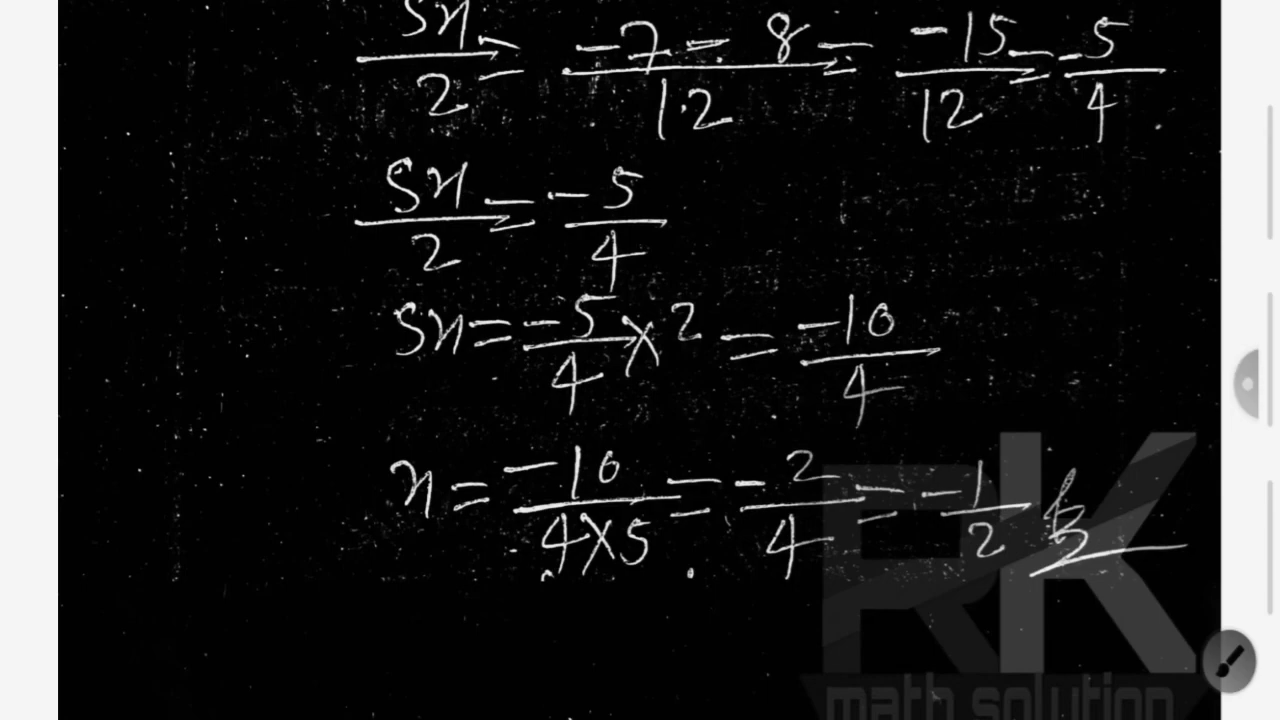 5x/2 = -7 - 8/12 = -15/12 = -5/4
5x/2 = -5/4
5x = -5/4 × 2 = -10/4
x = -10/4×5 = -2/4 = -1/2
RK
math solution